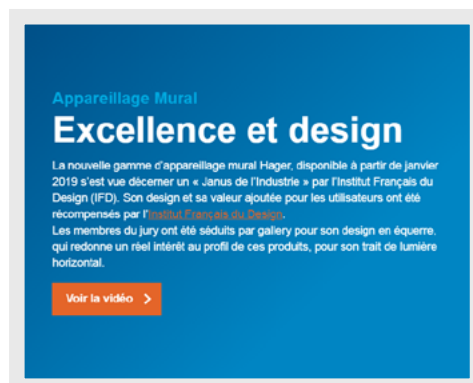 Appareillage Mural
Excellence et design
La nouvelle gamme d'appareillage mural Hager, disponible à partir de janvier
2019 s'est vue décerner un « Janus de l'Industrie » par l'Institut Français du
Design (IFD). Son design et sa valeur ajoutée pour les utilisateurs ont été
récompensés par l'Institut Français du Design.
Les membres du jury ont été séduits par gallery pour son design en équerre,
qui redonne un réel intérêt au profil de ces produits, pour son trait de lumière
horizontal.
Voir la vidéo